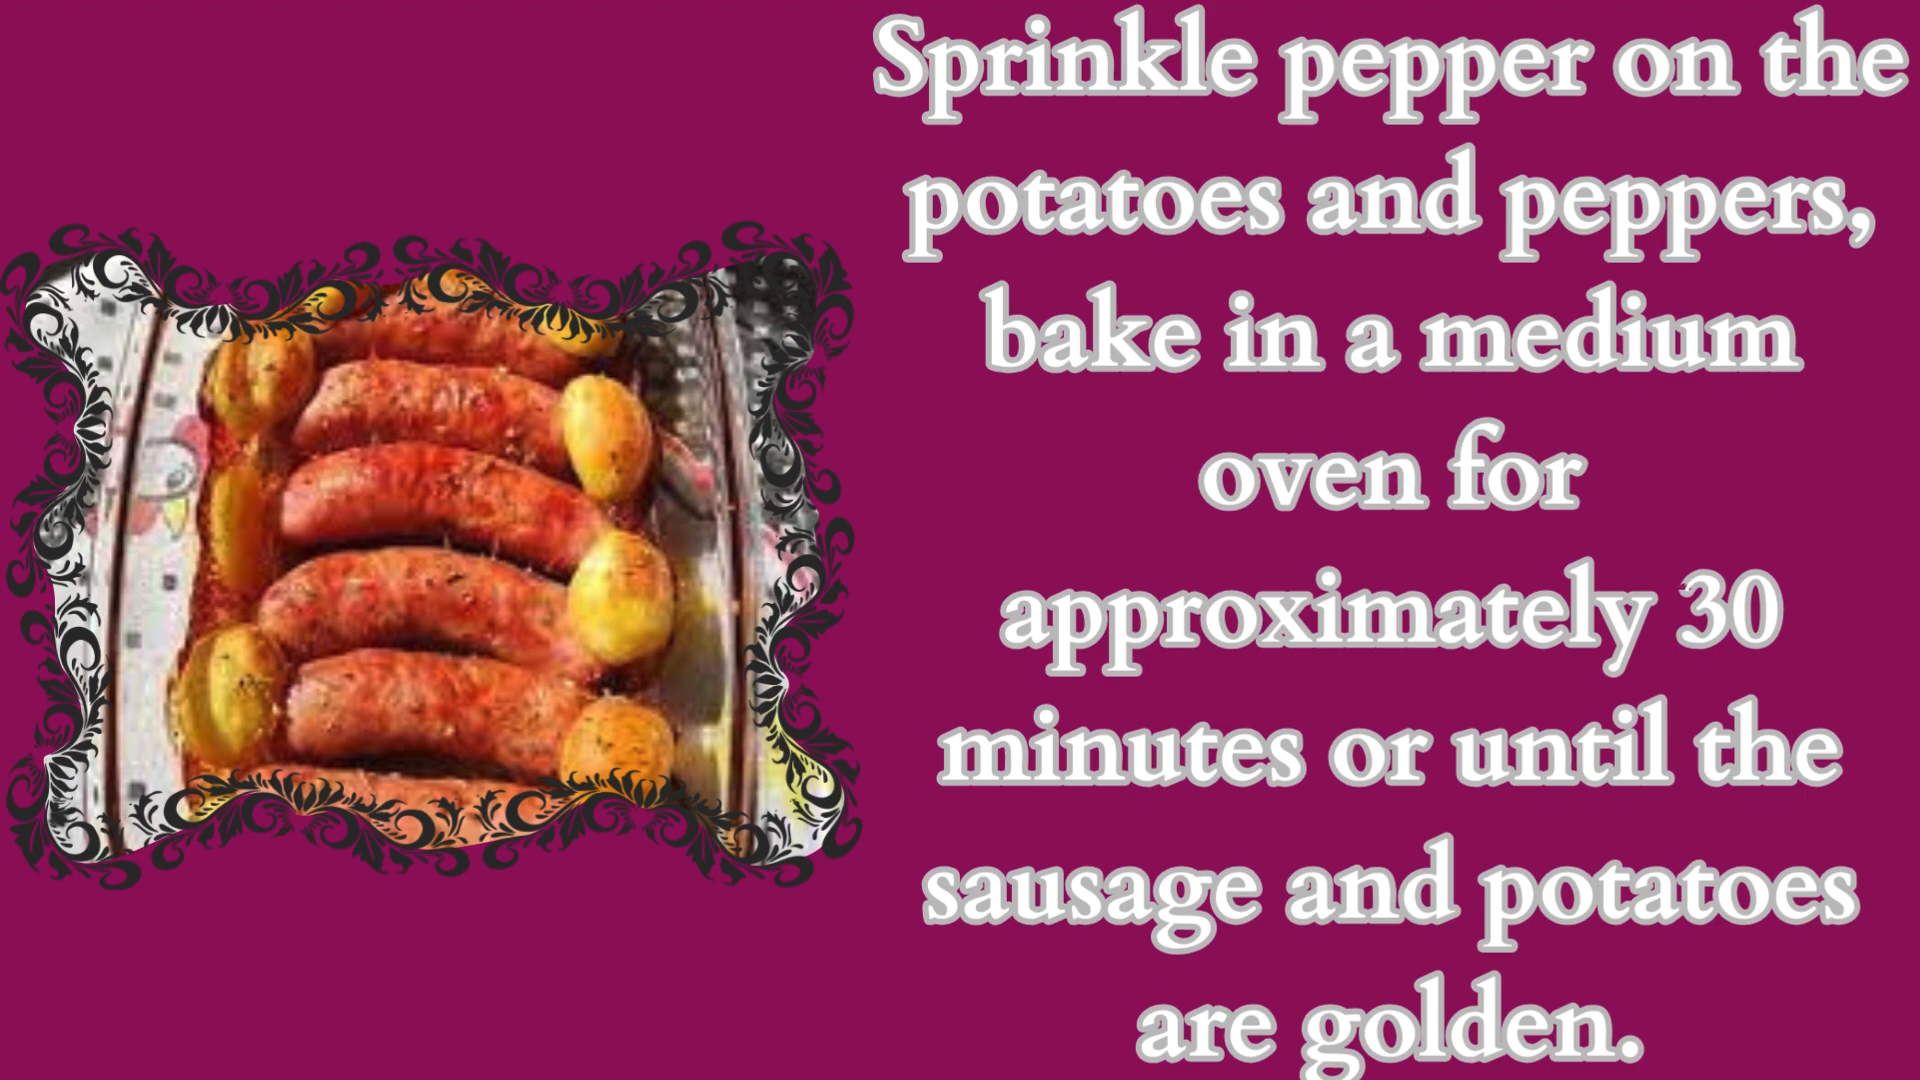 Sprinkle pepper on the
potatoes and peppers,
bake in a medium
oven for
approximately 30
minutes or until the
sausage and potatoes
are golden.